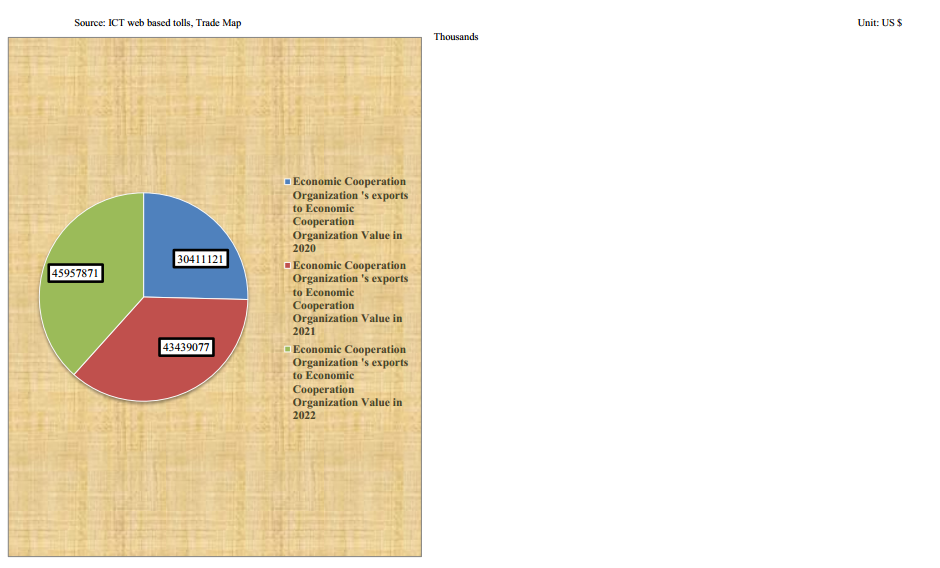 Source: ICT web based tolls, Trade Map
Unit: US $
Thousands
Economic Cooperation
Organization 's exports
to Economic
Cooperation
Organization Value in
2020
30411121
45957871
Economic Cooperation
Organization 's exports
to Economic
Cooperation
Organization Value in
2021
43439077
Economic Cooperation
Organization 's exports
to Economic
Cooperation
Organization Value in
2022